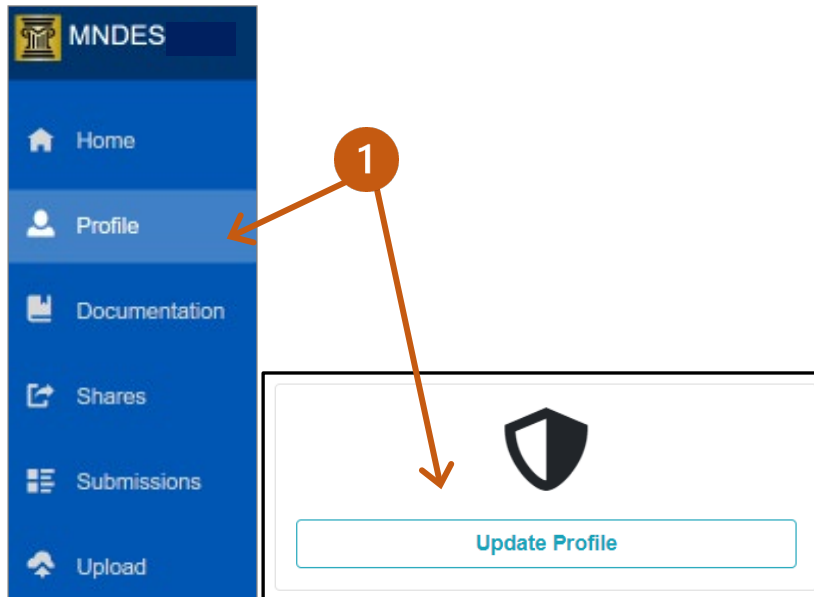 MNDES
Home
1
Profile
Documentation
Shares
Submissions
Update Profile
Upload